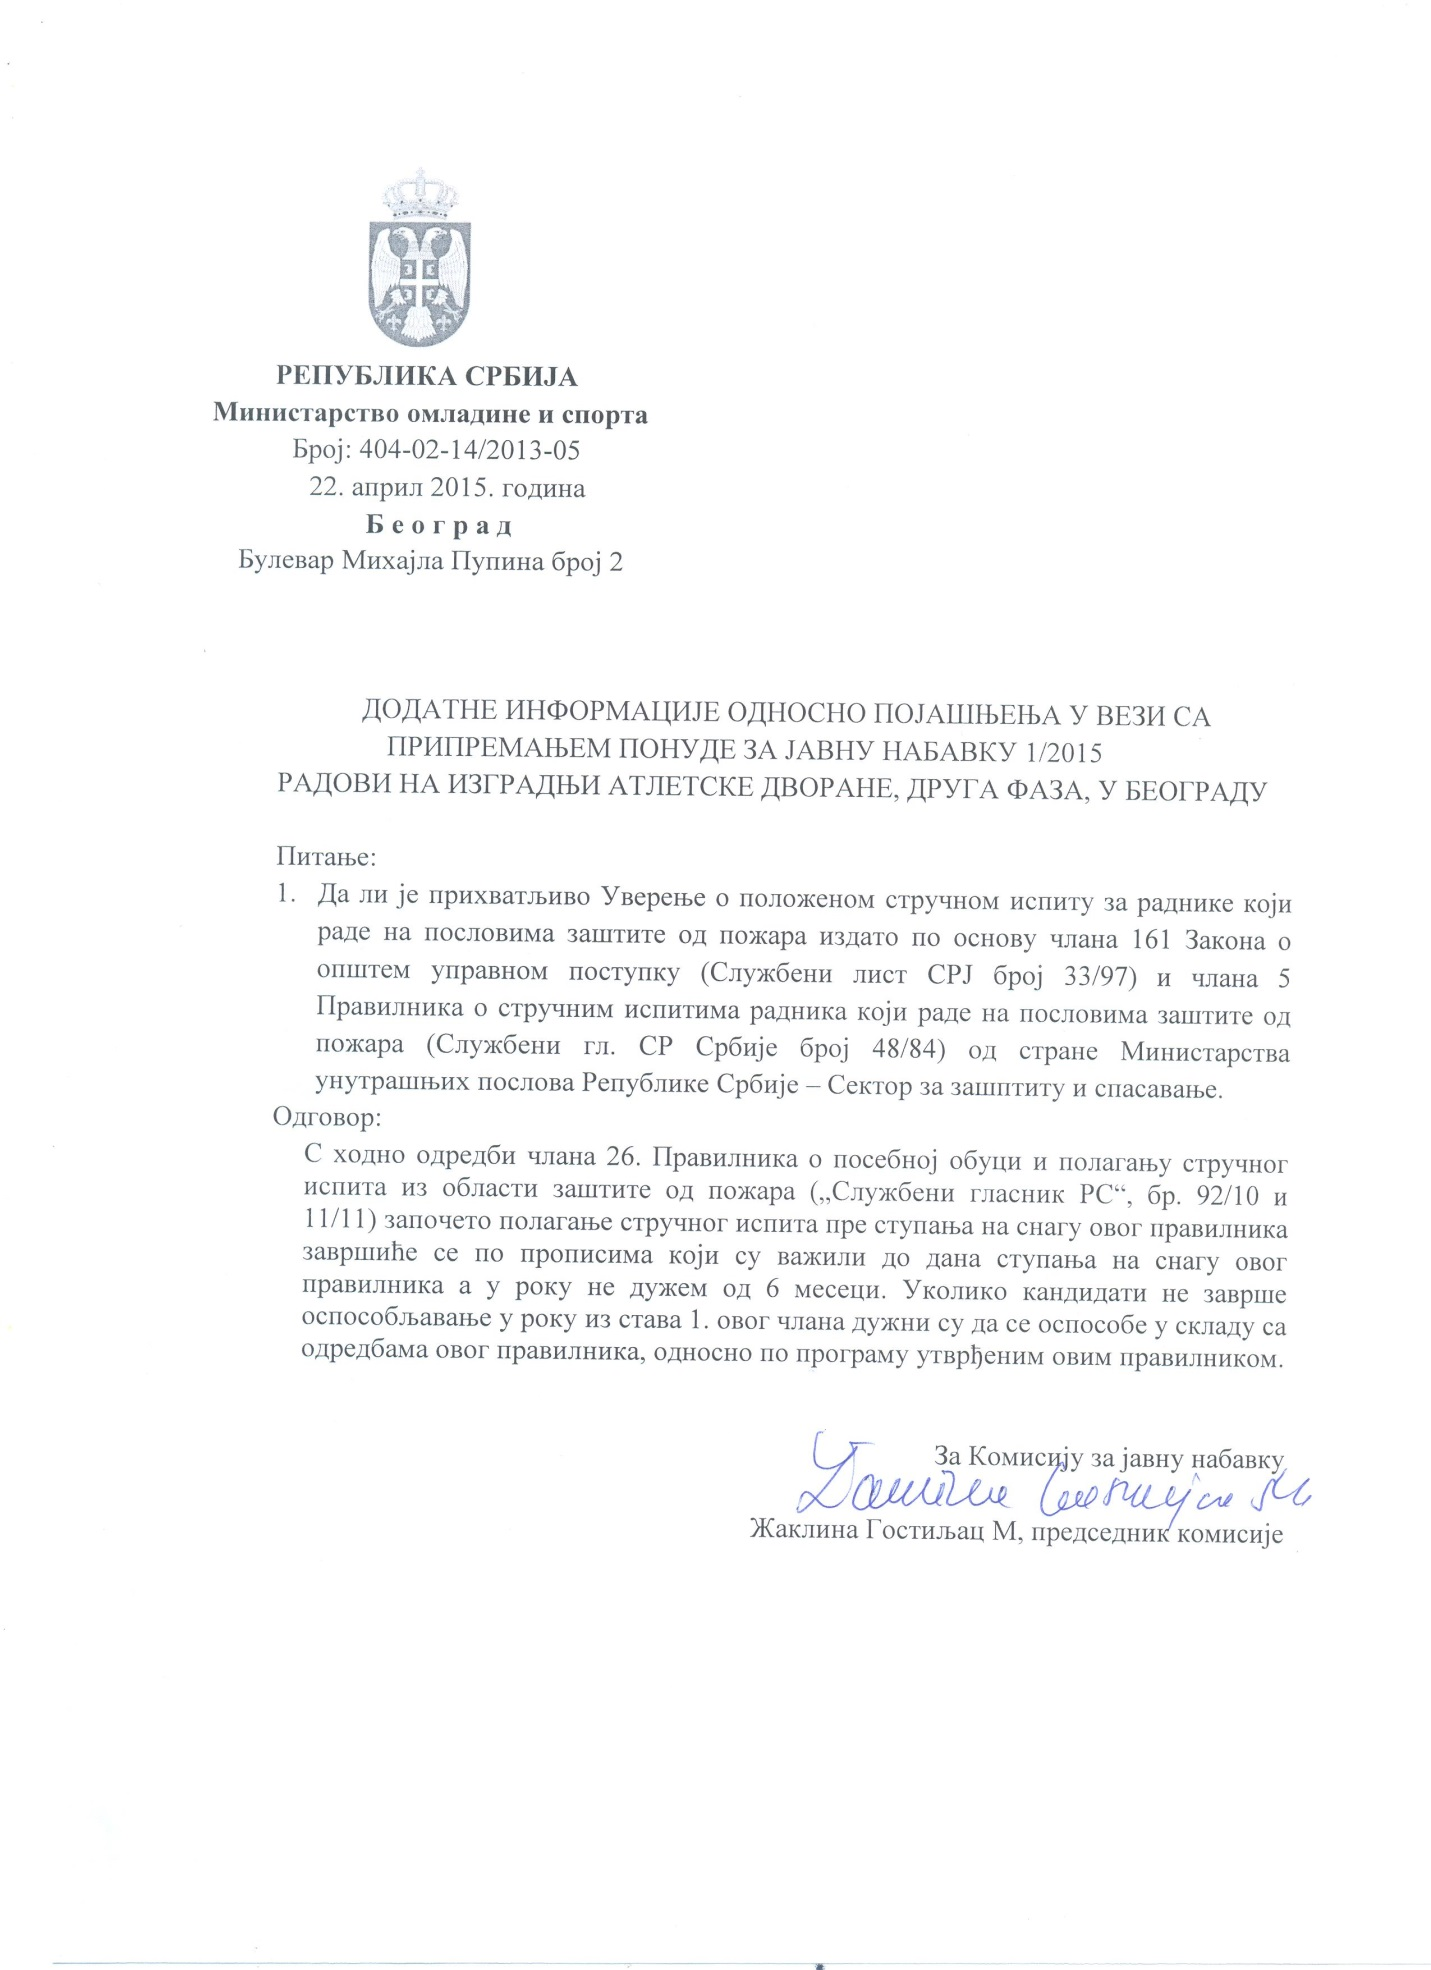 РЕПУБЛИКА СРБИЈА
Министарство омладине и спорта
Број: 404-02-14/2013-05
22. април 2015. година
Б е о г р а д
Булевар Михајла Пупина број 2
ДОДАТНЕ ИНФОРМАЦИЈЕ ОДНОСНО ПОЈАШЊЕЊА У ВЕЗИ СА
ПРИПРЕМАЊЕМ ПОНУДЕ ЗА ЈАВНУ НАБАВКУ 1/2015
РАДОВИ НА ИЗГРАДЊИ АТЛЕТСКЕ ДВОРАНЕ, ДРУГА ФАЗА, У БЕОГРАДУ
Питање:
1. Да ли је прихватљиво Уверење о положеном стручном испиту за раднике који
раде на пословима заштите од пожара издато по основу члана 161 Закона о
општем управном поступку (Службени лист СРЈ број 33/97) и члана 5
Правилника о стручним испитима радника који раде на пословима заштите од
пожара (Службени гл. СР Србије број 48/84) од стране Министарства
унутрашњих послова Републике Србије – Сектор за зашптиту и спасавање.
Одговор:
С ходно одредби члана 26. Правилника о посебној обуци и полагању стручног
испита из области заштите од пожара („Службени гласник РС“, бр. 92/10 и
11/11) започето полагање стручног испита пре ступања на снагу овог правилника
завршиће се по прописима који су важили до дана ступања на снагу овог
правилника а у року не дужем од 6 месеци. Уколико кандидати не заврше
оспособљавање у року из става 1. овог члана дужни су да се оспособе у складу са
одредбама овог правилника, односно по програму утврђеним овим правилником.
За Комисију за јавну набавку
Жаклина Гостиљац М, председник комисије